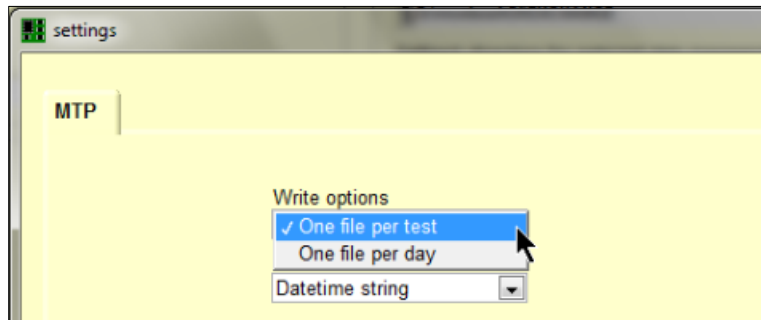 settings
MTP
Write options
✓ One file per test
One file per day
Datetime string